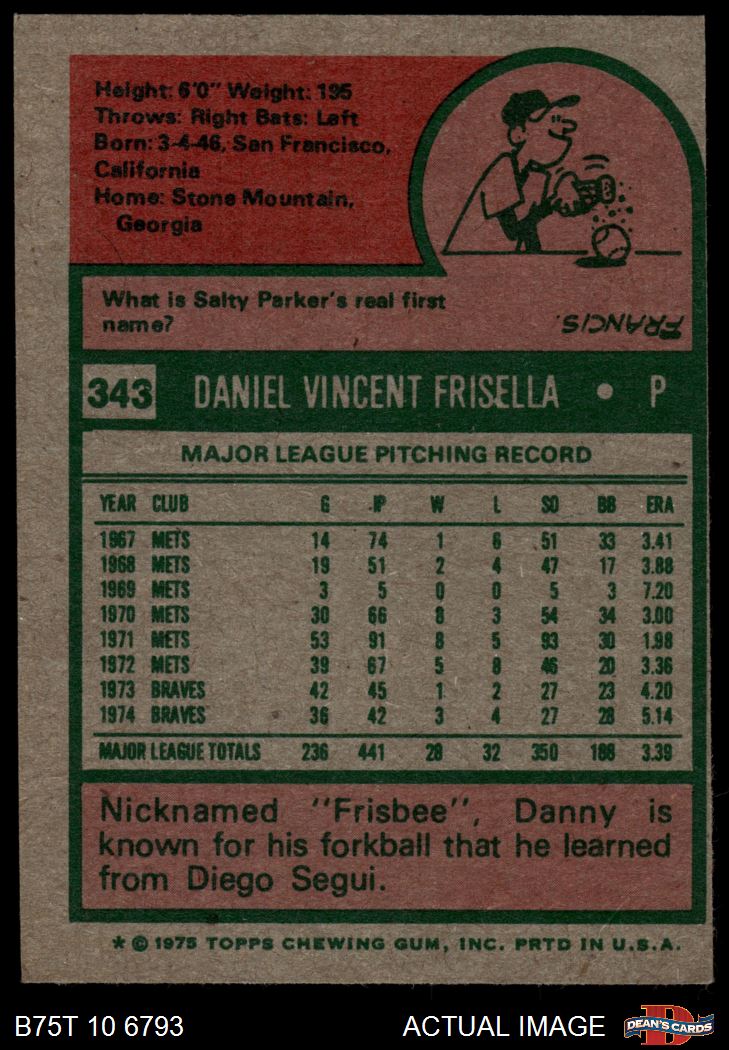 Height: 6'0" Weight: 195
Throws: Right Bats: Left
Born: 3-4-46, San Francisco,
California
Home: Stone Mountain,
Georgia
What is Salty Parker's real first
name?
FRANCIS.
343 DANIEL VINCENT FRISELLA • P
MAJOR LEAGUE PITCHING RECORD
YEAR CLUB G IP W L SO BB ERA
1967 METS 14 74 1 6 51 33 3.41
1968 METS 19 51 2 4 47 17 3.88
1969 METS 3 5 0 0 5 3 7.20
1970 METS 30 66 8 3 54 34 3.00
1971 METS 53 91 8 5 93 30 1.98
1972 METS 39 67 5 8 46 20 3.36
1973 BRAVES 42 45 1 2 27 23 4.20
1974 BRAVES 36 42 3 4 27 28 5.14
MAJOR LEAGUE TOTALS 236 441 28 32 350 188 3.39
Nicknamed "Frisbee", Danny is
known for his forkball that he learned
from Diego Segui.
* © 1975 TOPPS CHEWING GUM, INC. PRTD IN U.S.A.
B75T 10 6793 ACTUAL IMAGE DEAN'S CARDS